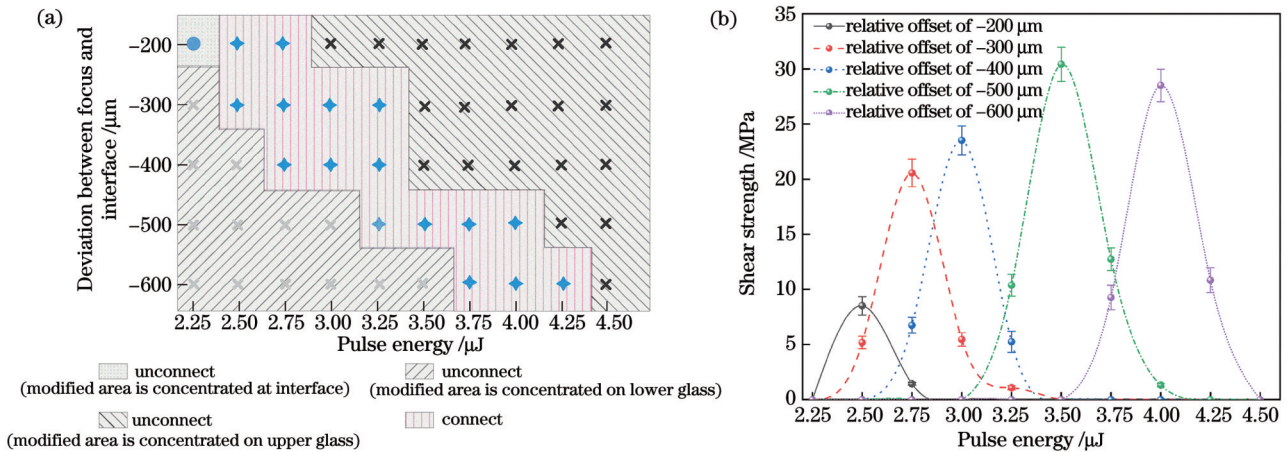 (a)
Deviation between focus and
interface /μm
-200
-300
-400
-500
-600
2.25 2.50 2.75 3.00 3.25 3.50 3.75 4.00 4.25 4.50
Pulse energy /μJ
unconnect
(modified area is concentrated at interface)
unconnect
(modified area is concentrated on lower glass)
unconnect
(modified area is concentrated on upper glass)
connect
(b)
Shear strength /MPa
35
30
25
20
15
10
5
0
relative offset of -200 μm
relative offset of -300 μm
relative offset of -400 μm
relative offset of -500 μm
relative offset of -600 μm
2.25 2.50 2.75 3.00 3.25 3.50 3.75 4.00 4.25 4.50
Pulse energy /μJ